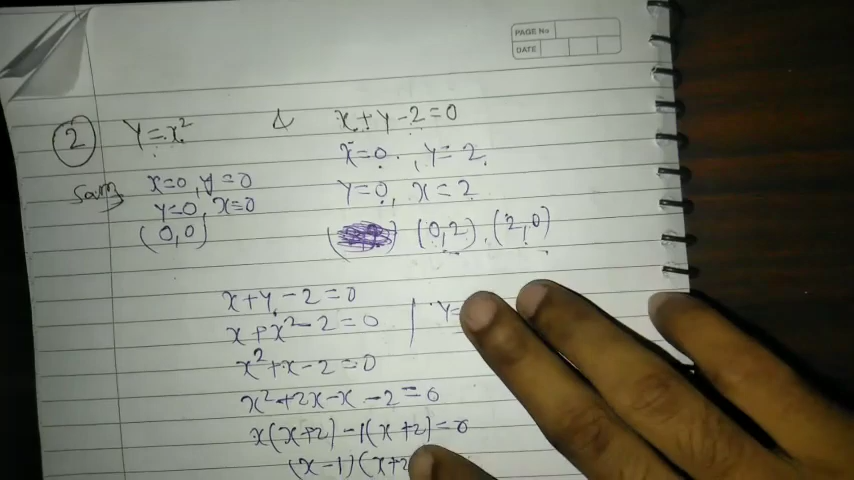 PAGE No
DATE
② Y=x² & x+y-2=0
x=0, y=2
x=0, y=0 y=0, x=2
y=0, x=0
(0,0) (0,2), (2,0)
x+y-2=0
x+x²-2=0 | y=
x²+x-2=0
x²+2x-x-2=0
x(x+2)-1(x+2)=0
(x-1)(x+2